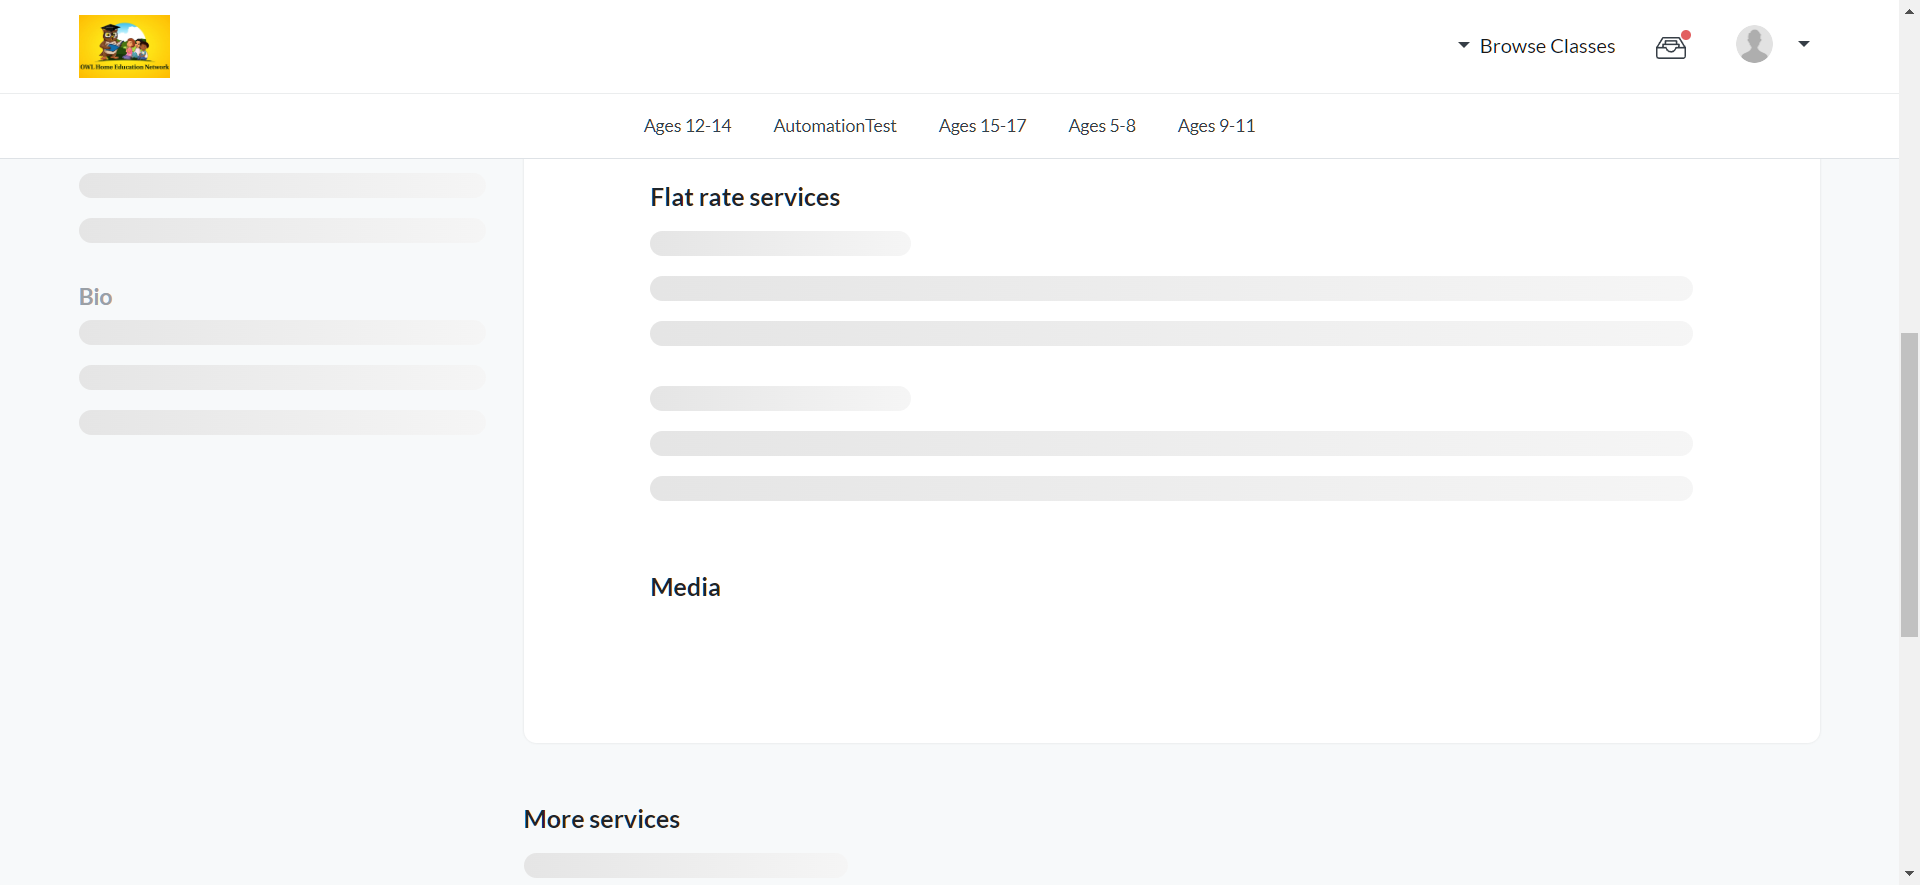 OWL Home Education Network
Browse Classes
Ages 12-14
AutomationTest
Ages 15-17
Ages 5-8
Ages 9-11
Flat rate services
Bio
Media
More services